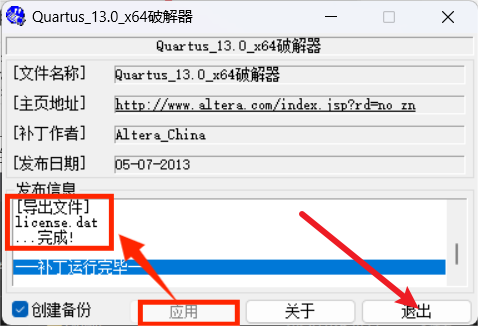 Quartus_13.0_x64破解器
Quartus_13.0_x64破解器
[文件名称] Quartus_13.0_x64破解器
[主页地址] http://www.altera.com/index.jsp?rd=no_zn
[补丁作者] Altera_China
[发布日期] 05-07-2013
发布信息
[导出文件]
license.dat
...完成!
——补丁运行完毕—
创建备份 应用 关于 退出